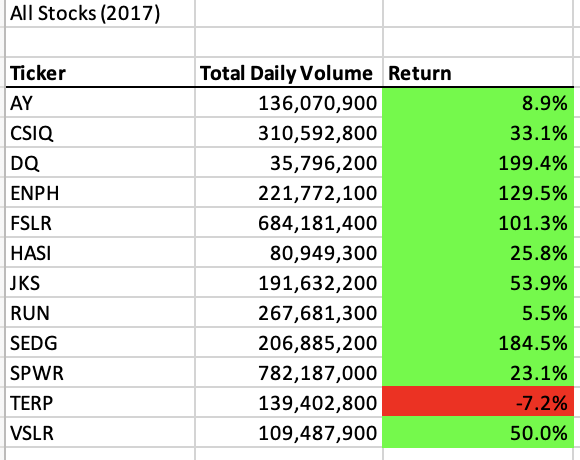 All Stocks (2017)
Ticker Total Daily Volume Return
AY 136,070,900 8.9%
CSIQ 310,592,800 33.1%
DQ 35,796,200 199.4%
ENPH 221,772,100 129.5%
FSLR 684,181,400 101.3%
HASI 80,949,300 25.8%
JKS 191,632,200 53.9%
RUN 267,681,300 5.5%
SEDG 206,885,200 184.5%
SPWR 782,187,000 23.1%
TERP 139,402,800 -7.2%
VSLR 109,487,900 50.0%